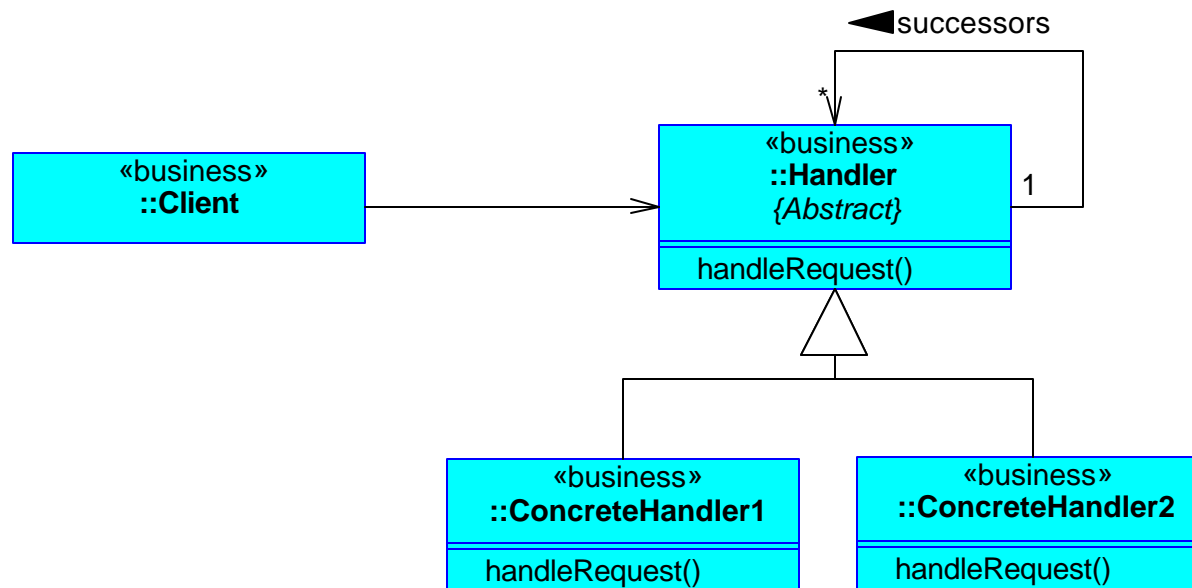 successors
*
«business»
::Handler
{Abstract}
1
handleRequest()
«business»
::Client
«business»
::ConcreteHandler1
handleRequest()
«business»
::ConcreteHandler2
handleRequest()